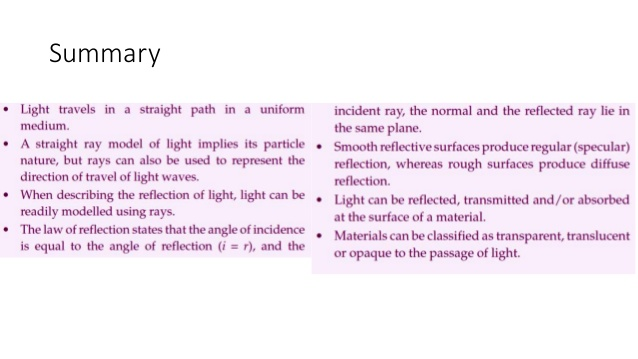 Summary
• Light travels in a straight path in a uniform
medium.
• A straight ray model of light implies its particle
nature, but rays can also be used to represent the
direction of travel of light waves.
• When describing the reflection of light, light can be
readily modelled using rays.
• The law of reflection states that the angle of incidence
is equal to the angle of reflection (i = r), and the
incident ray, the normal and the reflected ray lie in
the same plane.
• Smooth reflective surfaces produce regular (specular)
reflection, whereas rough surfaces produce diffuse
reflection.
• Light can be reflected, transmitted and/or absorbed
at the surface of a material.
• Materials can be classified as transparent, translucent
or opaque to the passage of light.